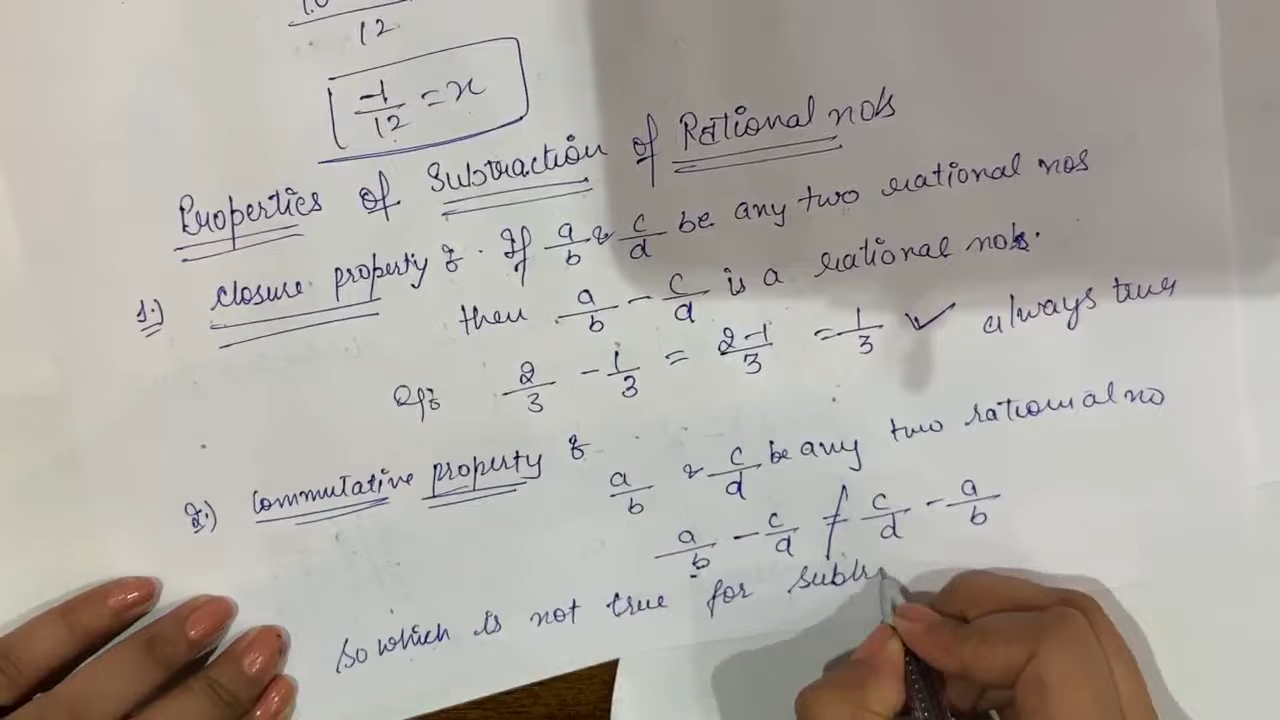 12
-1/12 = x
Properties of Subtraction of Rational nos
1.) Closure property : If a/b & c/d be any two rational nos
then a/b - c/d is a rational nos.
2/3 - 1/3 = 2-1/3 = 1/3 ✓ always true
2.) Commutative property :
a/b & c/d be any two rational no
a/b - c/d ≠ c/d - a/b
so which is not true for subtr